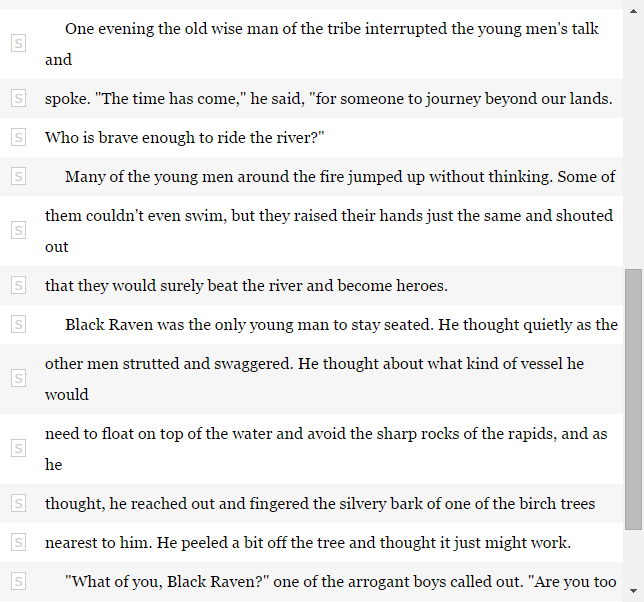 One evening the old wise man of the tribe interrupted the young men's talk
and
S
spoke. "The time has come," he said, "for someone to journey beyond our lands.
S
Who is brave enough to ride the river?"
S
Many of the young men around the fire jumped up without thinking. Some of
S
them couldn't even swim, but they raised their hands just the same and shouted
out
S
that they would surely beat the river and become heroes.
S
Black Raven was the only young man to stay seated. He thought quietly as the
S
other men strutted and swaggered. He thought about what kind of vessel he
would
S
need to float on top of the water and avoid the sharp rocks of the rapids, and as
he
S
thought, he reached out and fingered the silvery bark of one of the birch trees
S
nearest to him. He peeled a bit off the tree and thought it just might work.
S
"What of you, Black Raven?" one of the arrogant boys called out. "Are you too
S